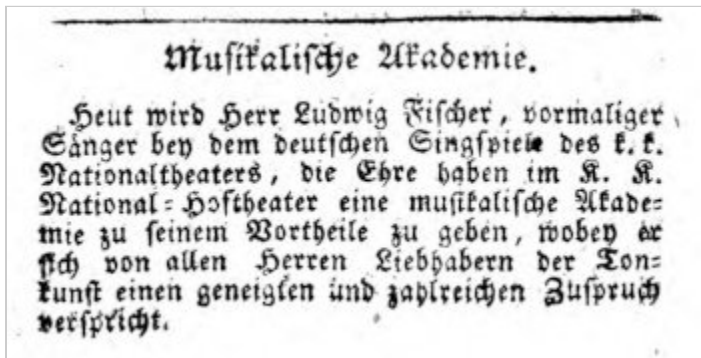 Musikalische Akademie.
Heut wird Herr Ludwig Fischer, vormaliger
Sänger bey dem deutschen Singspiele des k. k.
Nationaltheaters, die Ehre haben im K. K.
National=Hoftheater eine musikalische Akade=
mie zu seinem Vortheile zu geben, wobey er
sich von allen Herren Liebhabern der Ton=
kunst einen geneigten und zahlreichen Zuspruch
verspricht.